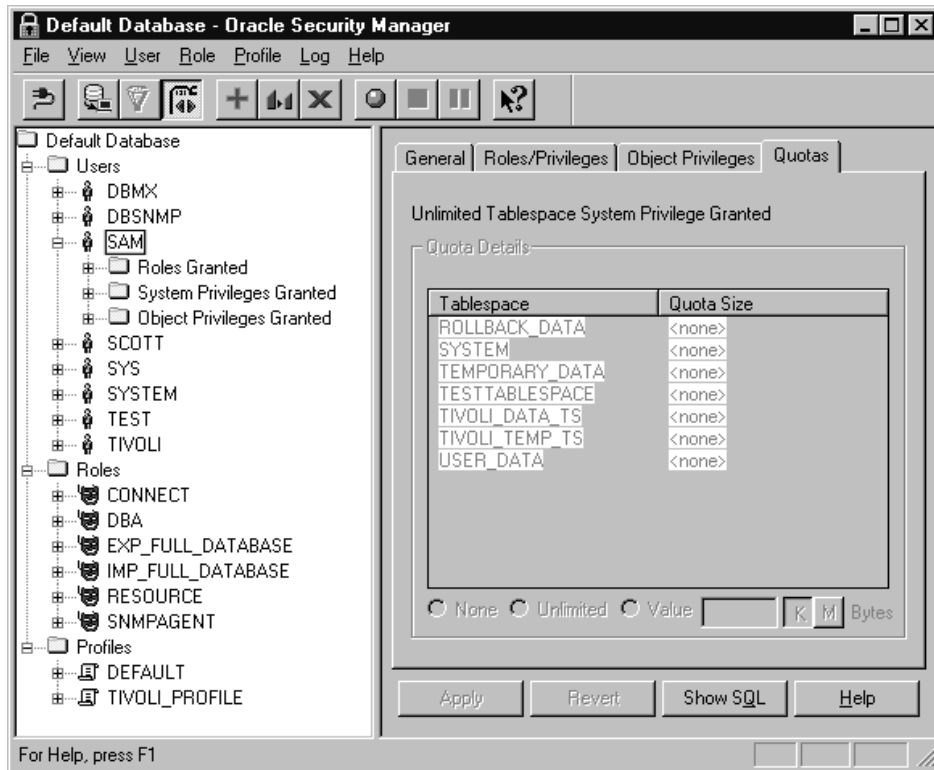 Default Database - Oracle Security Manager
File View User Role Profile Log Help
Default Database
Users
DBMX
DBSNMP
SAM
Roles Granted
System Privileges Granted
Object Privileges Granted
SCOTT
SYS
SYSTEM
TEST
TIVOLI
Roles
CONNECT
DBA
EXP_FULL_DATABASE
IMP_FULL_DATABASE
RESOURCE
SNMPAGENT
Profiles
DEFAULT
TIVOLI_PROFILE
General Roles/Privileges Object Privileges Quotas
Unlimited Tablespace System Privilege Granted
Quota Details
Tablespace Quota Size
ROLLBACK_DATA <none>
SYSTEM <none>
TEMPORARY_DATA <none>
TESTTABLESPACE <none>
TIVOLI_DATA_TS <none>
TIVOLI_TEMP_TS <none>
USER_DATA <none>
None Unlimited Value K M Bytes
Apply Revert Show SQL Help
For Help, press F1